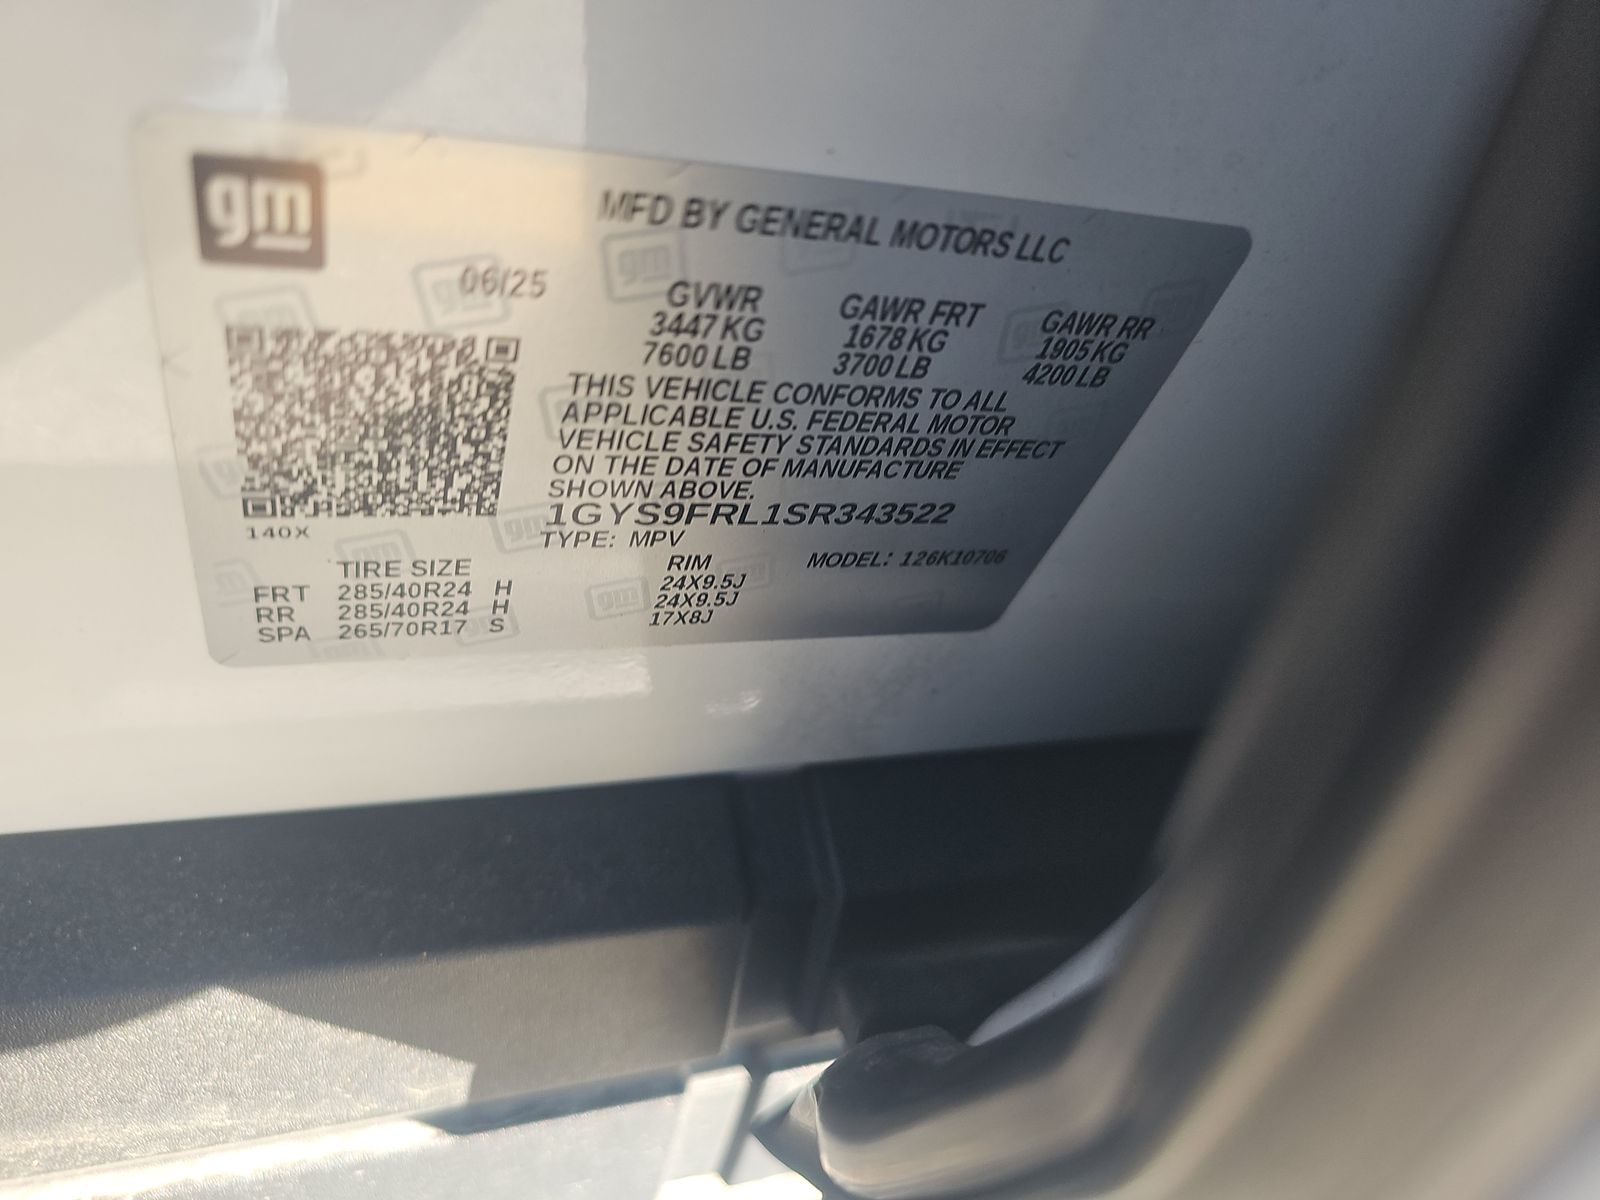 gm
MFD BY GENERAL MOTORS LLC
06/25
GVWR GAWR FRT GAWR RR
3447 KG 1678 KG 1905 KG
7600 LB 3700 LB 4200 LB
THIS VEHICLE CONFORMS TO ALL
APPLICABLE U.S. FEDERAL MOTOR
VEHICLE SAFETY STANDARDS IN EFFECT
ON THE DATE OF MANUFACTURE
SHOWN ABOVE.
1GYS9FRL1SR343522
140X
TYPE: MPV MODEL: 126K10706
TIRE SIZE RIM
FRT 285/40R24 H 24X9.5J
RR 285/40R24 H 24X9.5J
SPA 265/70R17 S 17X8J